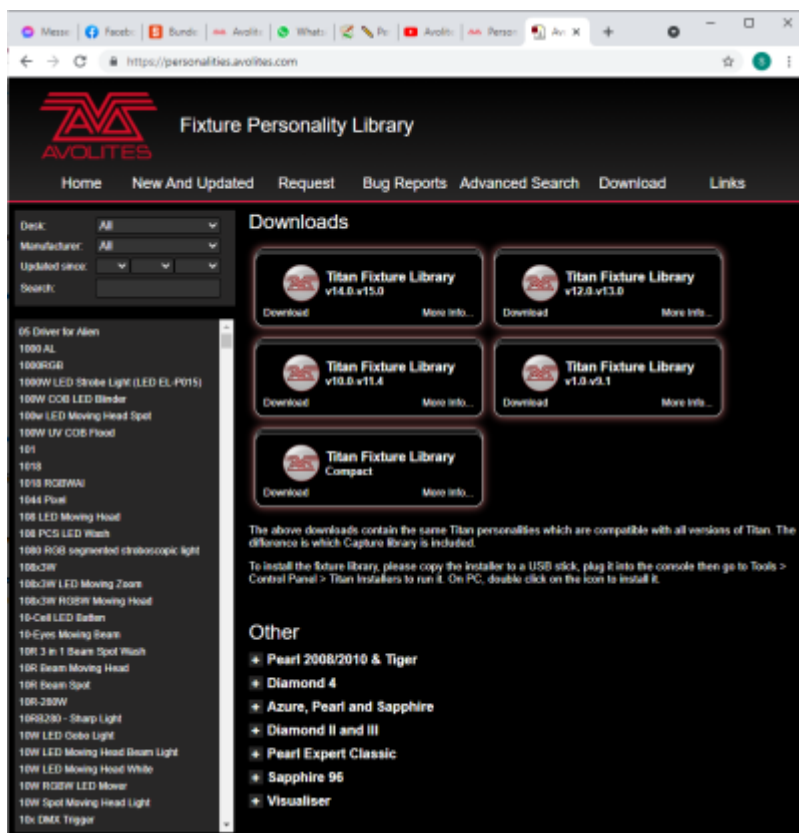 Messe
Faceb
Bundl
Avolit
Whats
Avolit
Person
Av
https://personalities.avolites.com
S
AVOLITES
Fixture Personality Library
Home New And Updated Request Bug Reports Advanced Search Download Links
Desk: All
Manufacturer: All
Updated since:
Search:
05 Driver for Alien
1000 AL
1000RGB
1000W LED Strobe Light (LED EL-P015)
100W COB LED Blinder
100w LED Moving Head Spot
100W UV COB Flood
101
1018
1018 RGBWAI
1044 Pixel
108 LED Moving Head
108 PCS LED Wash
1080 RGB segmented stroboscopic light
108x3W
108x3W LED Moving Zoom
108x3W RGBW Moving Head
10-Cell LED Batten
10-Eyes Moving Beam
10R 3 in 1 Beam Spot Wash
10R Beam Moving Head
10R Beam Spot
10R-280W
10RB280 - Sharp Light
10W LED Gobo Light
10W LED Moving Head Beam Light
10W LED Moving Head White
10W RGBW LED Mover
10W Spot Moving Head Light
10x DMX Trigger
Downloads
Titan Fixture Library
v14.0-v15.0
Download More Info...
Titan Fixture Library
v12.0-v13.0
Download More Info...
Titan Fixture Library
v10.0-v11.4
Download More Info...
Titan Fixture Library
v1.0-v9.1
Download More Info...
Titan Fixture Library
Compact
Download More Info...
The above downloads contain the same Titan personalities which are compatible with all versions of Titan. The
difference is which Capture library is included.
To install the fixture library, please copy the installer to a USB stick, plug it into the console then go to Tools >
Control Panel > Titan Installers to run it. On PC, double click on the icon to install it.
Other
Pearl 2008/2010 & Tiger
Diamond 4
Azure, Pearl and Sapphire
Diamond II and III
Pearl Expert Classic
Sapphire 96
Visualiser